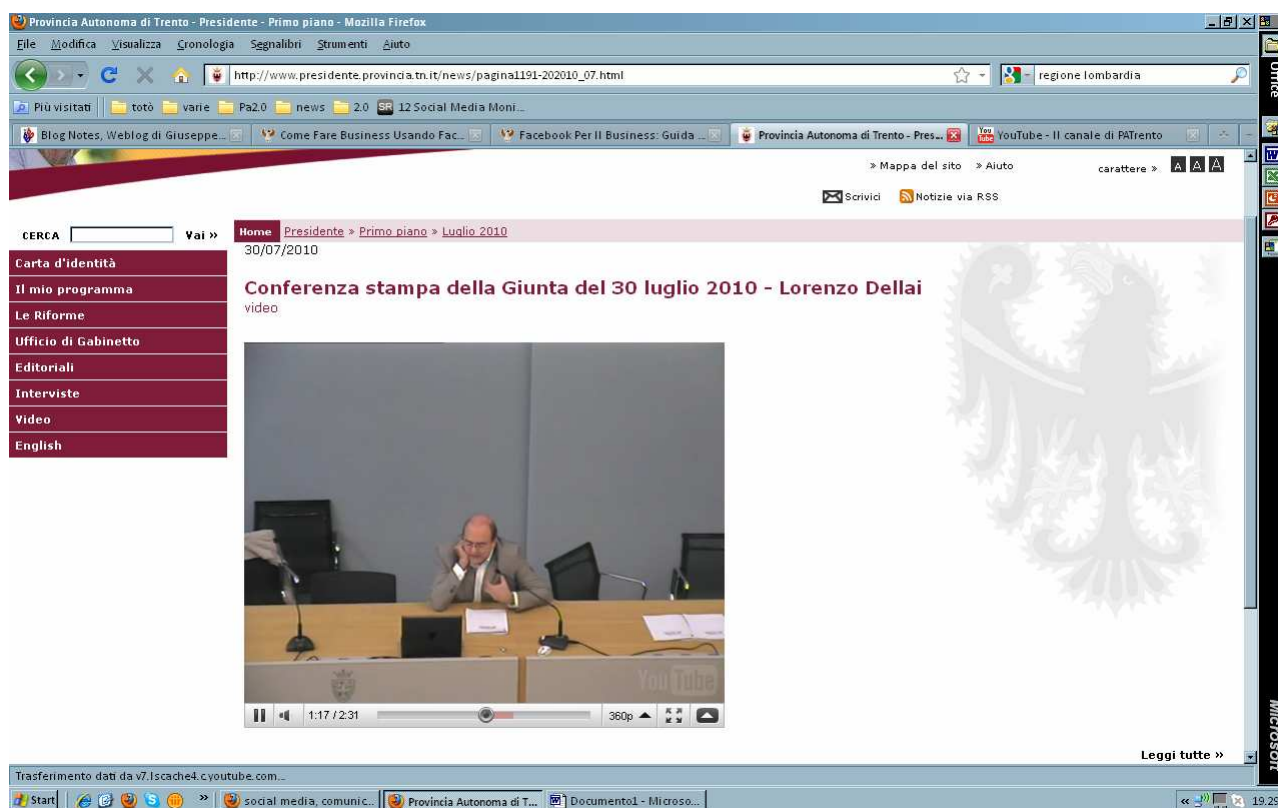 Provincia Autonoma di Trento - Presidente - Primo piano - Mozilla Firefox
File Modifica Visualizza Cronologia Segnalibri Strumenti Aiuto
http://www.presidente.provincia.tn.it/news/pagina1191-202010_07.html regione lombardia
Più visitati totò varie Pa2.0 news 2.0 SR 12 Social Media Moni...
Blog Notes, Weblog di Giuseppe... Come Fare Business Usando Fac... Facebook Per Il Business: Guida ... Provincia Autonoma di Trento - Pres... YouTube - Il canale di PATrento
» Mappa del sito » Aiuto carattere » A A A
Scrivici Notizie via RSS
CERCA Vai »
Home Presidente » Primo piano » Luglio 2010
30/07/2010
Carta d'identità
Il mio programma
Le Riforme
Ufficio di Gabinetto
Editoriali
Interviste
Video
English
Conferenza stampa della Giunta del 30 luglio 2010 - Lorenzo Dellai
video
YouTube
1:17 / 2:31 360p
Leggi tutte »
Trasferimento dati da v7.lscache4.c.youtube.com...
Start » social media, comunic... Provincia Autonoma di T... Documento1 - Microso... «
Office
Microsoft